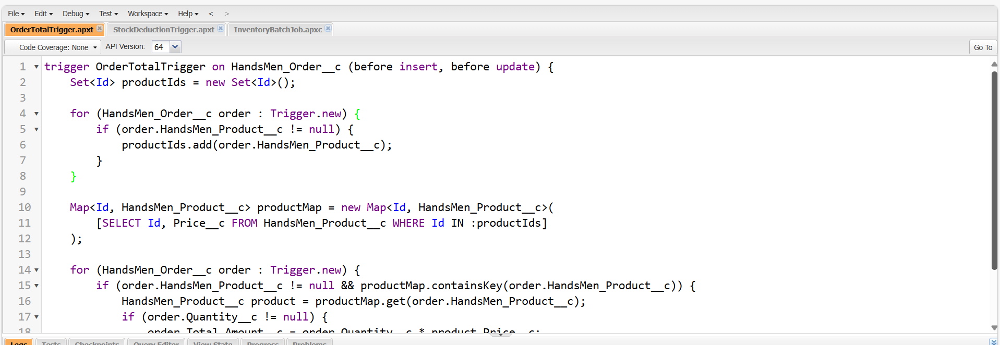 File Edit Debug Test Workspace Help < >
OrderTotalTrigger.apxt StockDeductionTrigger.apxt InventoryBatchJob.apxc
Code Coverage: None API Version: 64 Go To
1 trigger OrderTotalTrigger on HandsMen_Order__c (before insert, before update) {
2 Set<Id> productIds = new Set<Id>();
3
4 for (HandsMen_Order__c order : Trigger.new) {
5 if (order.HandsMen_Product__c != null) {
6 productIds.add(order.HandsMen_Product__c);
7 }
8 }
9
10 Map<Id, HandsMen_Product__c> productMap = new Map<Id, HandsMen_Product__c>(
11 [SELECT Id, Price__c FROM HandsMen_Product__c WHERE Id IN :productIds]
12 );
13
14 for (HandsMen_Order__c order : Trigger.new) {
15 if (order.HandsMen_Product__c != null && productMap.containsKey(order.HandsMen_Product__c)) {
16 HandsMen_Product__c product = productMap.get(order.HandsMen_Product__c);
17 if (order.Quantity__c != null) {
18 order.Total_Amount__c = order.Quantity__c * product.Price__c;
Logs Tests Checkpoints Query Editor View State Progress Problems